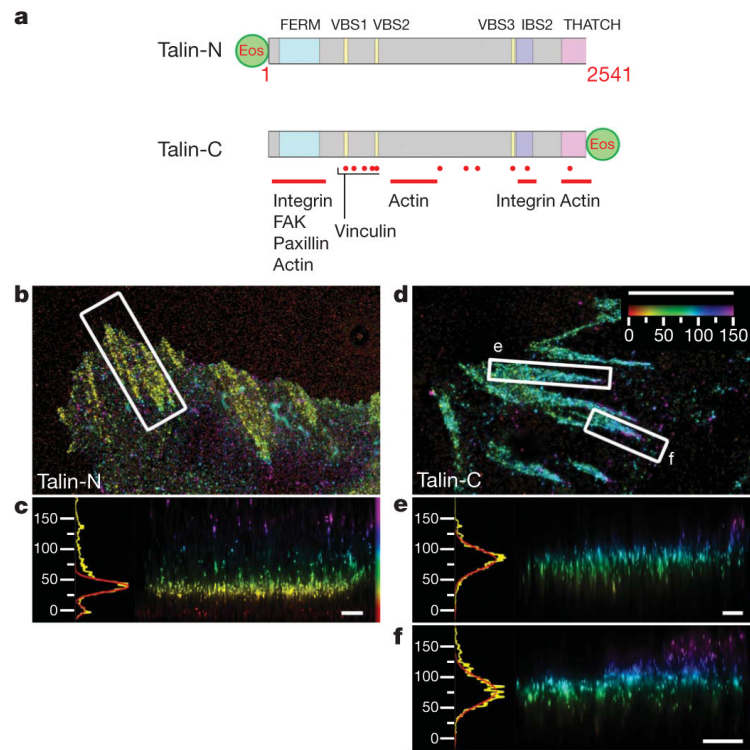 a
FERM VBS1 VBS2 VBS3 IBS2 THATCH
Talin-N Eos
1 2541
Talin-C Eos
Integrin Actin Integrin Actin
FAK Vinculin
Paxillin
Actin
b d
0 50 100 150
e
f
Talin-N Talin-C
c e
150 150
100 100
50 50
0 0
f
150
100
50
0